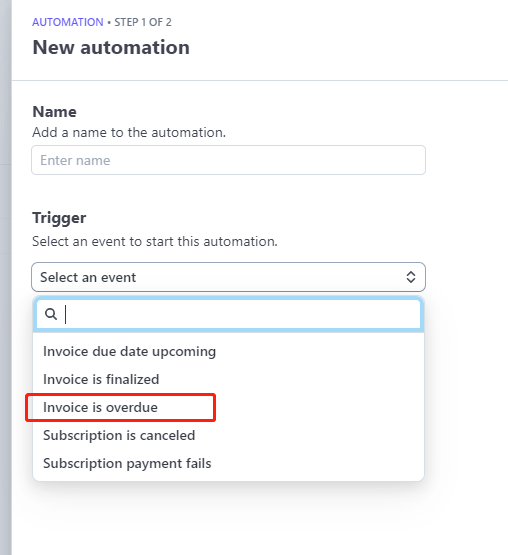 AUTOMATION • STEP 1 OF 2
New automation
Name
Add a name to the automation.
Enter name
Trigger
Select an event to start this automation.
Select an event
Invoice due date upcoming
Invoice is finalized
Invoice is overdue
Subscription is canceled
Subscription payment fails